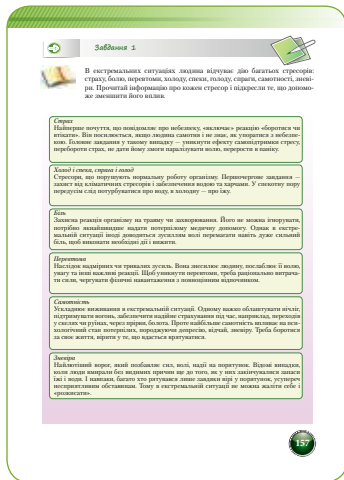 Завдання 1
В екстремальних ситуаціях людина відчуває дію багатьох стресорів:
страху, болю, перевтоми, холоду, спеки, голоду, спраги, самотності, зневі-
ри. Прочитай інформацію про кожен стресор і підкресли те, що допомо-
же зменшити його вплив.
Страх
Найперше почуття, що повідомляє про небезпеку, «включає» реакцію «боротися чи
втікати». Він посилюється, якщо людина самотня і не знає, як упоратися з небезпе-
кою. Головне завдання у такому випадку – уникнути ефекту самопідтримки стресу,
перебороти страх, не дати йому змоги паралізувати волю, перерости в паніку.
Холод і спека, спрага і голод
Стресори, що порушують нормальну роботу організму. Першочергове завдання –
захист від кліматичних стресорів і забезпечення водою та харчами. У спекотну пору
передусім слід потурбуватися про воду, в холодну – про їжу.
Біль
Захисна реакція організму на травму чи захворювання. Його не можна ігнорувати,
потрібно якнайшвидше надати потерпілому медичну допомогу. Однак в екстре-
мальній ситуації іноді доводиться зусиллям волі перемагати навіть дуже сильний
біль, щоб виконати необхідні дії і вижити.
Перевтома
Наслідок надмірних чи тривалих зусиль. Вона знесилює людину, послаблює її волю,
увагу та інші важливі реакції. Щоб уникнути перевтоми, треба раціонально витрача-
ти сили, чергувати фізичні навантаження з повноцінним відпочинком.
Самотність
Ускладнює виживання в екстремальній ситуації. Одному важко облаштувати нічліг,
підтримувати вогонь, забезпечити надійне страхування під час, наприклад, переходів
у скелях чи руїнах, через прірви, болота. Проте найбільше самотність впливає на пси-
хологічний стан потерпілих, породжуючи депресію, відчай, зневіру. Треба боротися
за своє життя, вірити у те, що вдасться врятуватися.
Зневіра
Найлютіший ворог, який позбавляє сил, волі, надії на порятунок. Відомі випадки,
коли люди вмирали без видимих причин ще до того, як у них закінчувалися запаси
їжі і води. І навпаки, багато хто рятувався лише завдяки вірі у порятунок, усупереч
несприятливим обставинам. Тому в екстремальній ситуації не можна жаліти себе і
«розкисати».
157